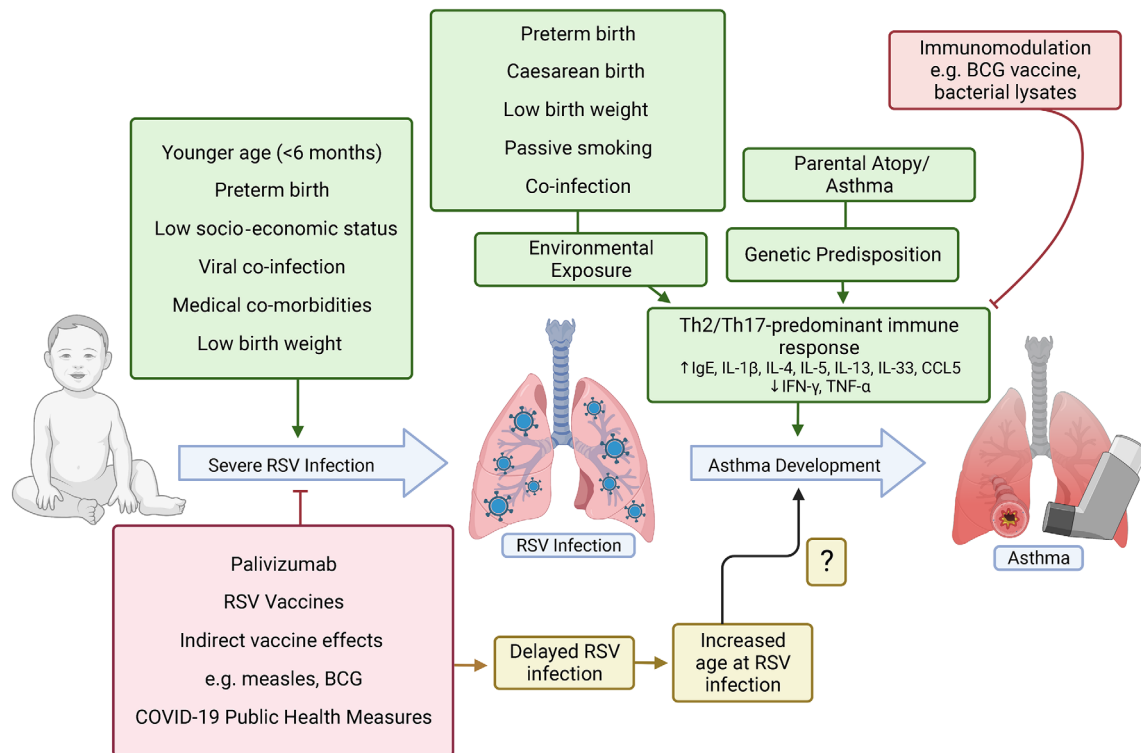 Preterm birth
Caesarean birth
Low birth weight
Passive smoking
Co-infection
Immunomodulation
e.g. BCG vaccine,
bacterial lysates
Younger age (<6 months)
Preterm birth
Low socio-economic status
Viral co-infection
Medical co-morbidities
Low birth weight
Parental Atopy/
Asthma
Environmental
Exposure
Genetic Predisposition
Th2/Th17-predominant immune
response
↑IgE, IL-1β, IL-4, IL-5, IL-13, IL-33, CCL5
↓IFN-γ, TNF-α
Severe RSV Infection
Asthma Development
RSV Infection
Asthma
Palivizumab
RSV Vaccines
Indirect vaccine effects
e.g. measles, BCG
COVID-19 Public Health Measures
Delayed RSV
infection
Increased
age at RSV
infection
?